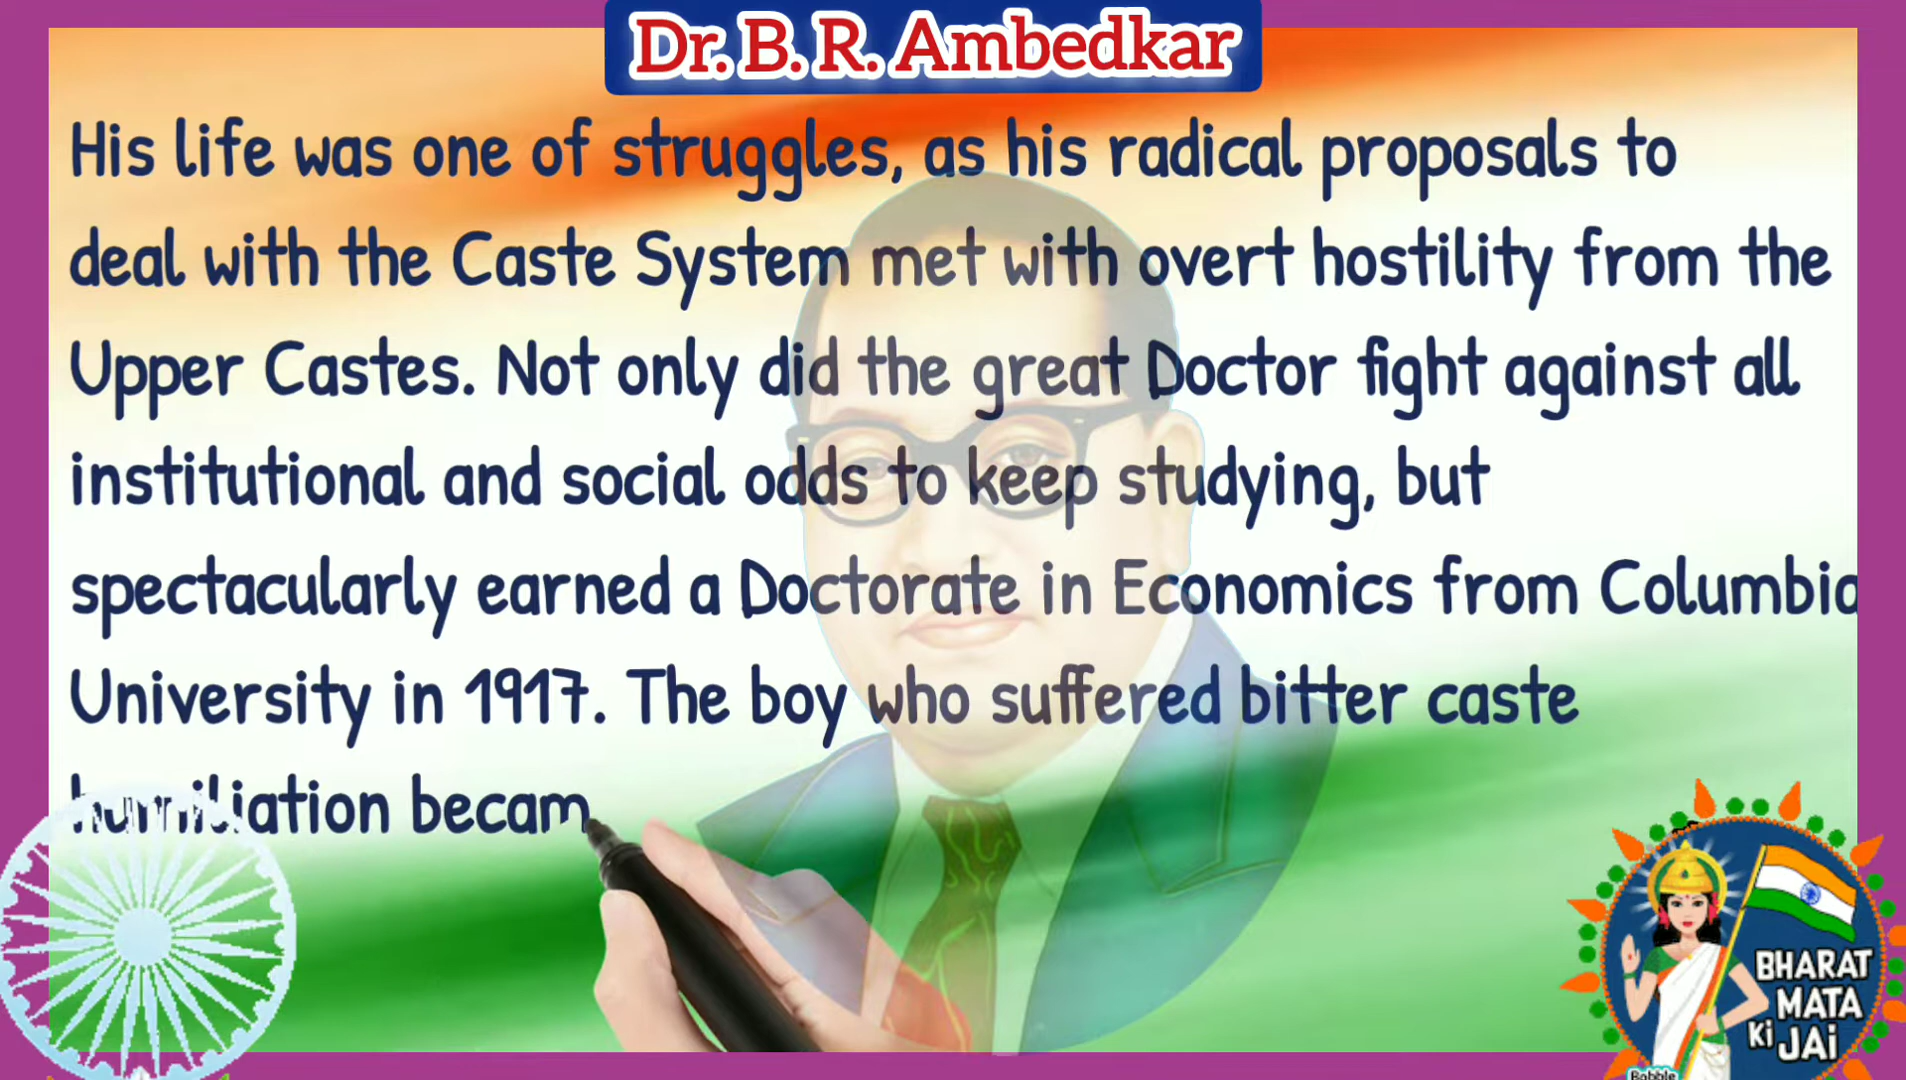 Dr. B. R. Ambedkar
His life was one of struggles, as his radical proposals to
deal with the Caste System met with overt hostility from the
Upper Castes. Not only did the great Doctor fight against all
institutional and social odds to keep studying, but
spectacularly earned a Doctorate in Economics from Columbia
University in 1917. The boy who suffered bitter caste
humiliation becam
BHARAT
MATA
Ki JAi
Bobble